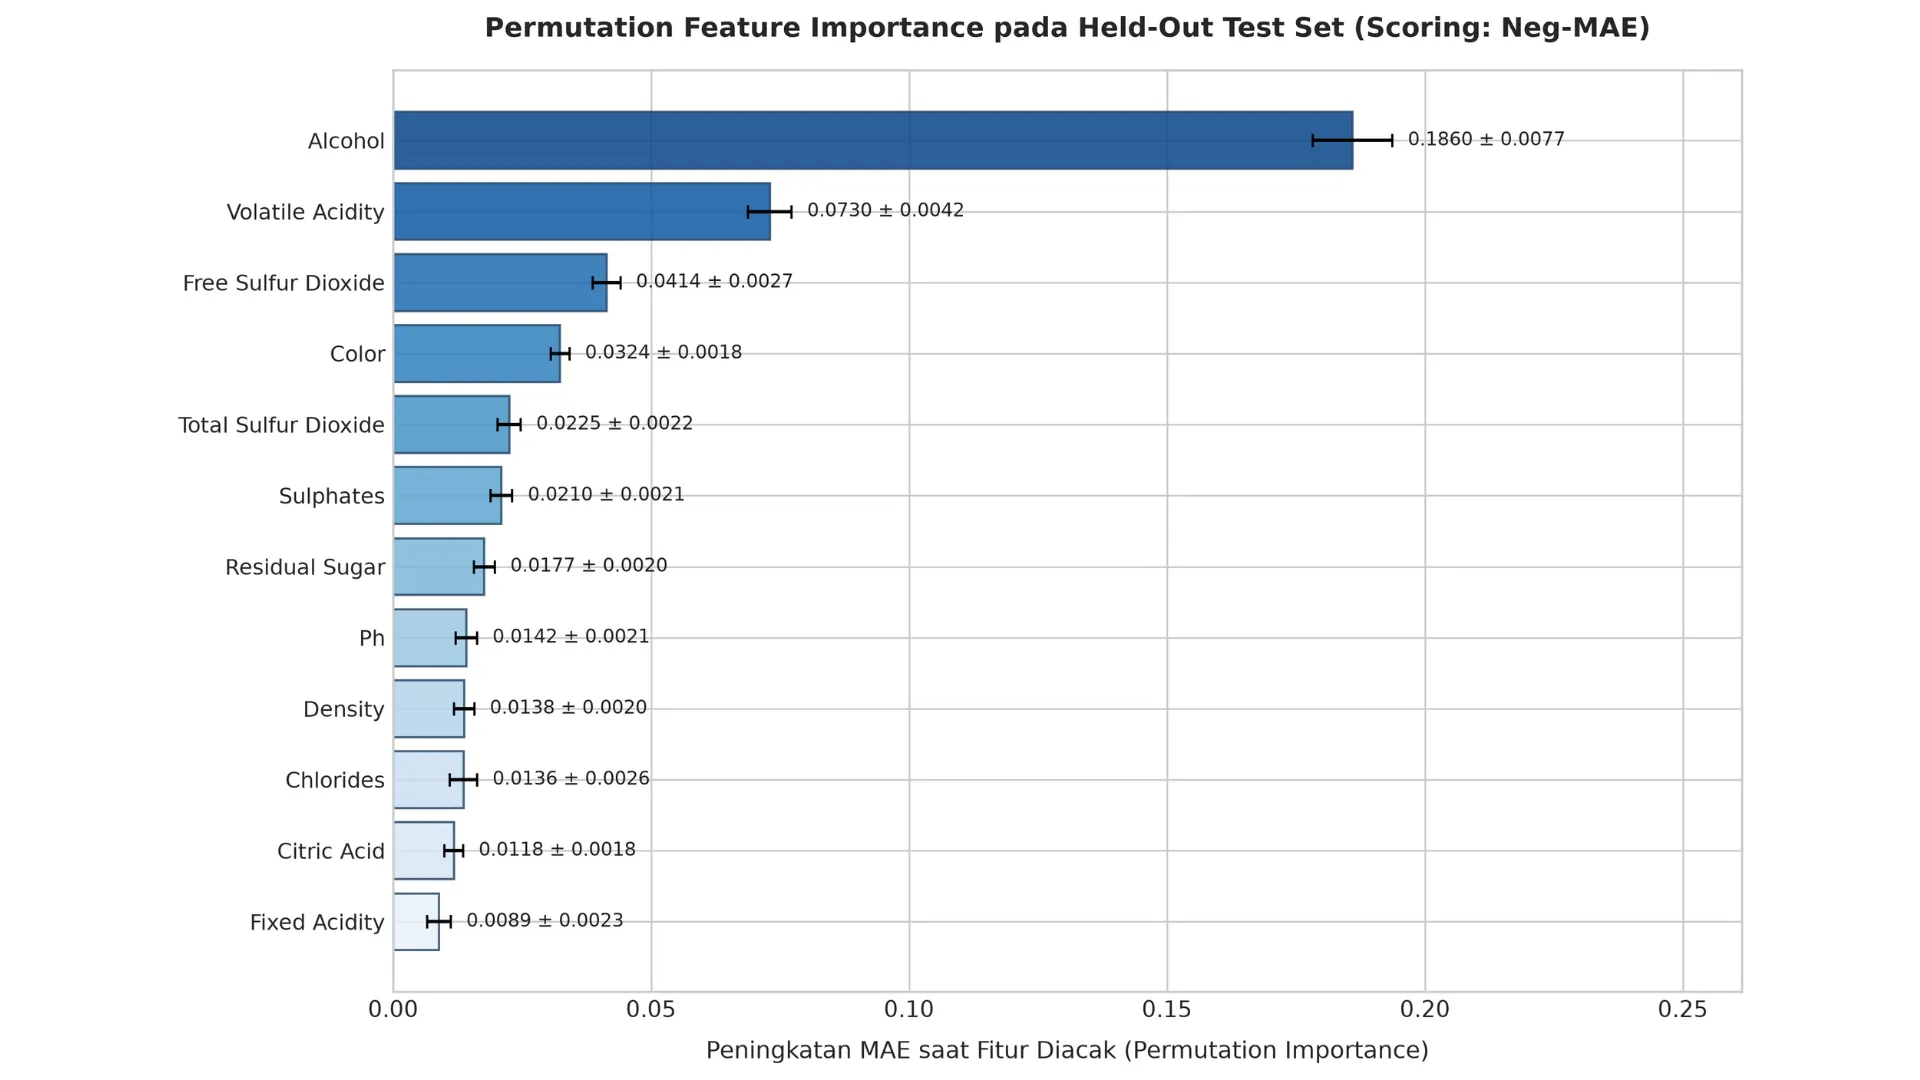 Permutation Feature Importance pada Held-Out Test Set (Scoring: Neg-MAE)
Alcohol 0.1860 ± 0.0077
Volatile Acidity 0.0730 ± 0.0042
Free Sulfur Dioxide 0.0414 ± 0.0027
Color 0.0324 ± 0.0018
Total Sulfur Dioxide 0.0225 ± 0.0022
Sulphates 0.0210 ± 0.0021
Residual Sugar 0.0177 ± 0.0020
Ph 0.0142 ± 0.0021
Density 0.0138 ± 0.0020
Chlorides 0.0136 ± 0.0026
Citric Acid 0.0118 ± 0.0018
Fixed Acidity 0.0089 ± 0.0023
0.00 0.05 0.10 0.15 0.20 0.25
Peningkatan MAE saat Fitur Diacak (Permutation Importance)